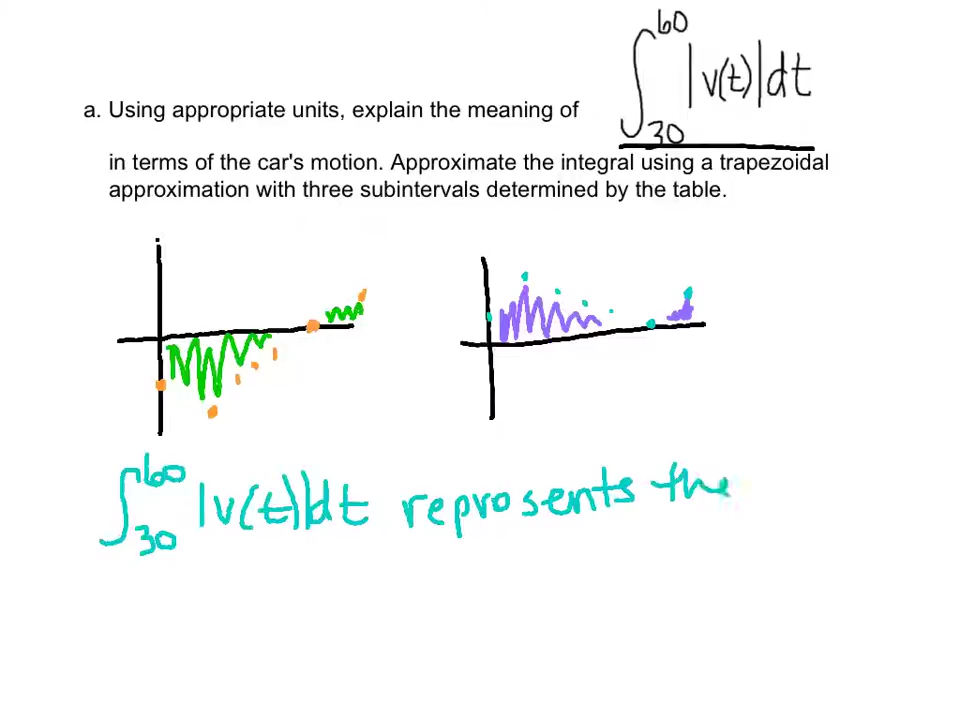 a. Using appropriate units, explain the meaning of ∫₃₀⁶⁰ |v(t)|dt
in terms of the car's motion. Approximate the integral using a trapezoidal
approximation with three subintervals determined by the table.
∫₃₀⁶⁰ |v(t)|dt represents the